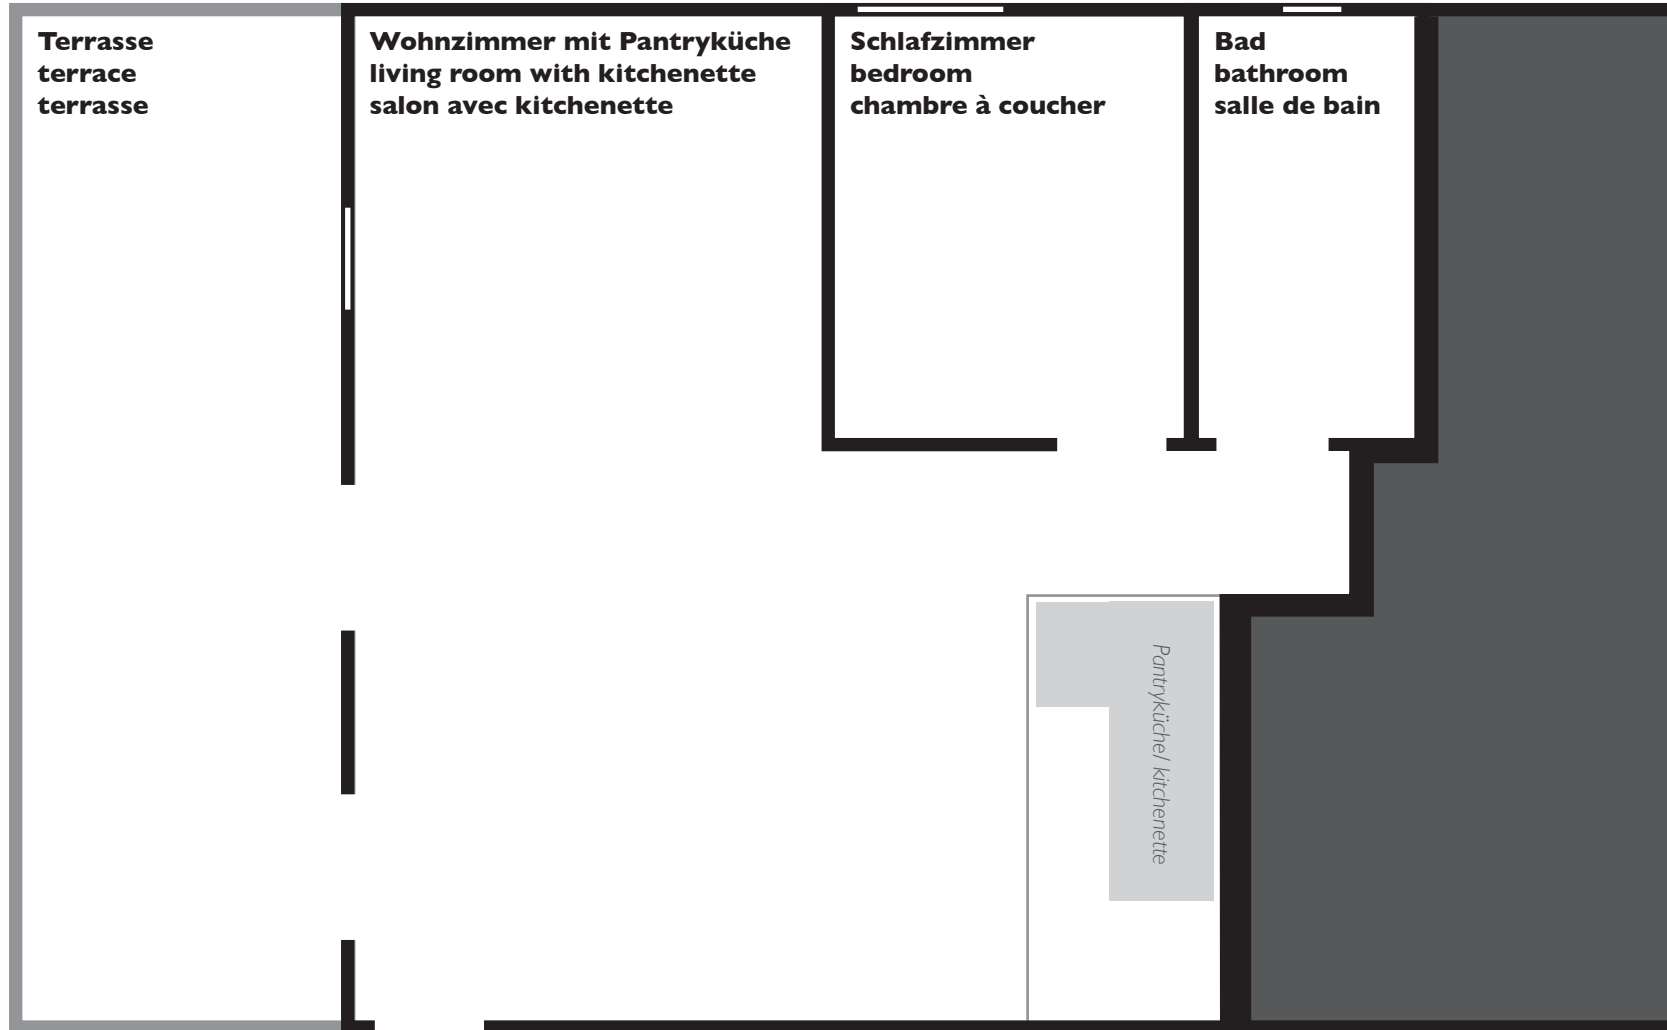 Terrasse
terrace
terrasse
Wohnzimmer mit Pantryküche
living room with kitchenette
salon avec kitchenette
Schlafzimmer
bedroom
chambre à coucher
Bad
bathroom
salle de bain
Pantryküche/ kitchenette